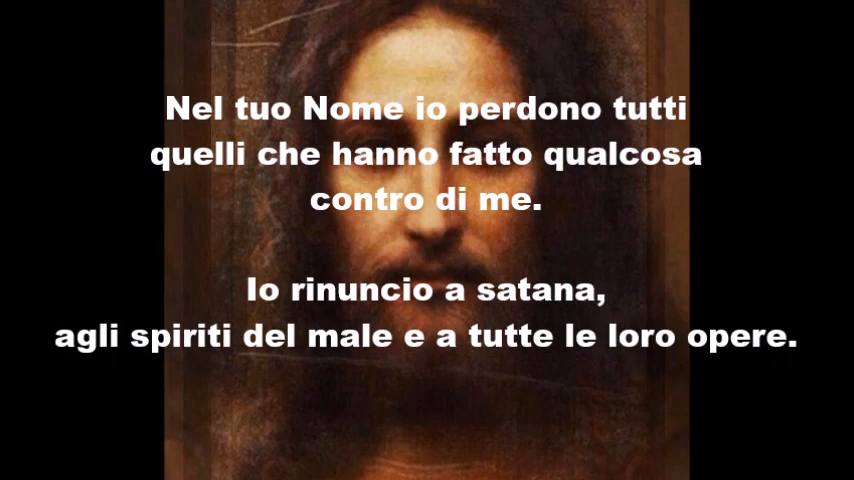 Nel tuo Nome io perdono tutti
quelli che hanno fatto qualcosa
contro di me.
Io rinuncio a satana,
agli spiriti del male e a tutte le loro opere.